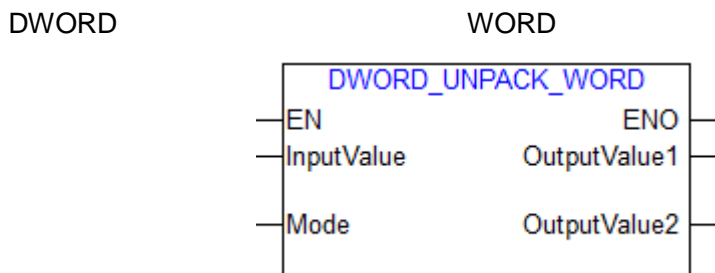 DWORD WORD
DWORD_UNPACK_WORD
EN ENO
InputValue OutputValue1
Mode OutputValue2